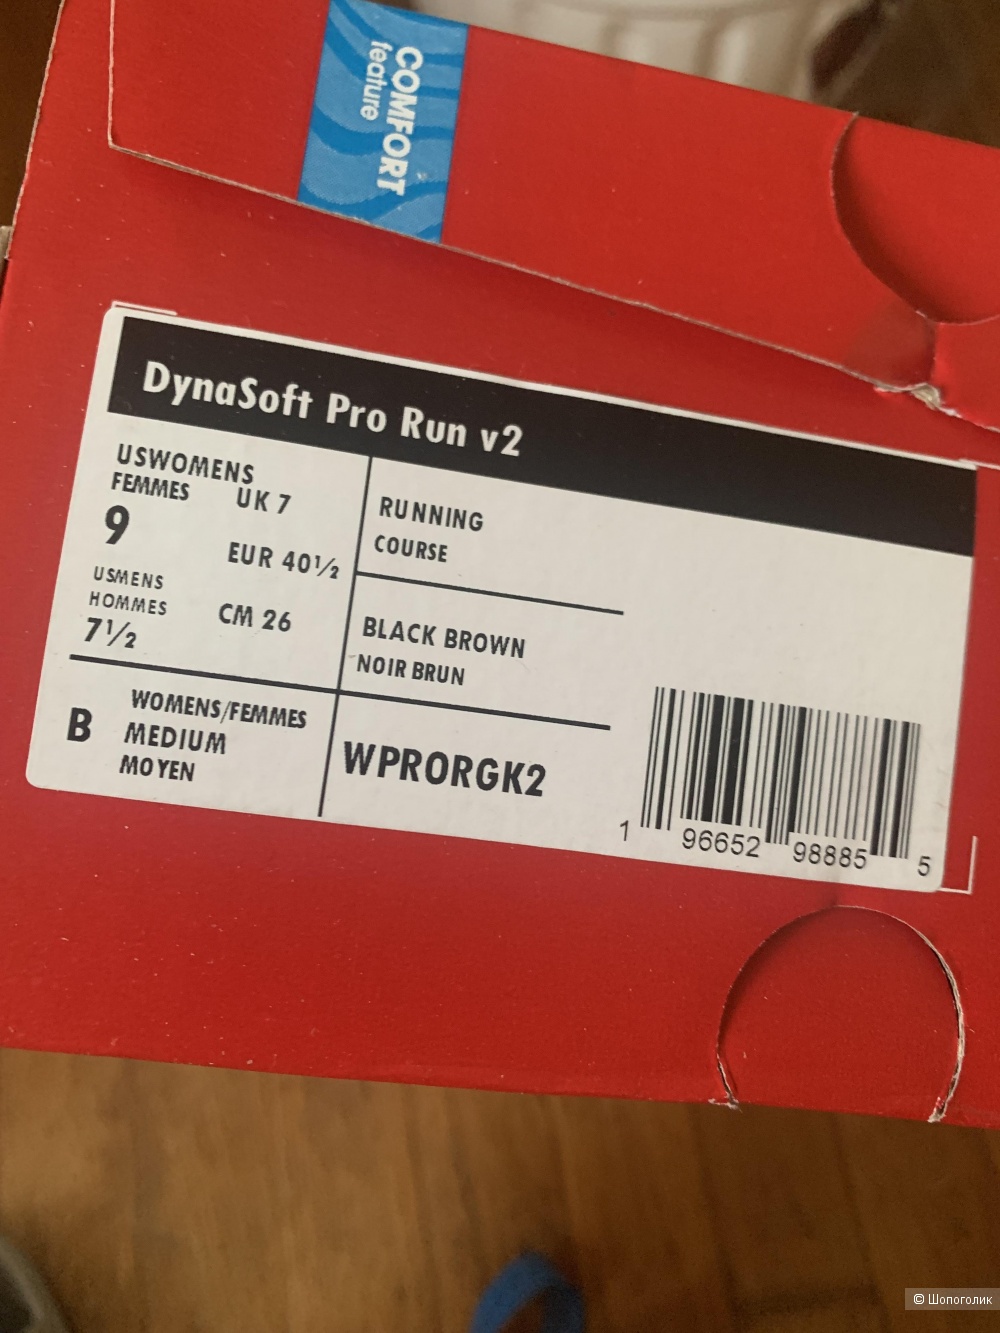 COMFORT
feature
DynaSoft Pro Run v2
USWOMENS
FEMMES
9
UK 7
EUR 40½
USMENS
HOMMES
7½
CM 26
RUNNING
COURSE
BLACK BROWN
NOIR BRUN
B
WOMENS/FEMMES
MEDIUM
MOYEN
WPRORGK2
1 96652 98885 5
© Шопоголик